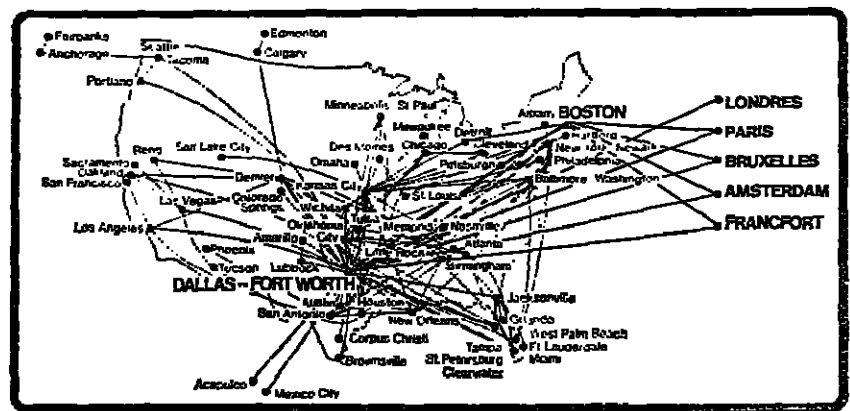 Fairbanks
Edmonton
Anchorage
Seattle
Tacoma
Calgary
LONDRES
Portland
Minneapolis St Paul
Albany BOSTON
PARIS
Milwaukee
Detroit
Hartford
Reno
Salt Lake City
Des Moines
Chicago
Cleveland
New York Newark
Sacramento
Omaha
Pittsburgh
Philadelphia
BRUXELLES
Oakland
Denver
Kansas City
San Francisco
St Louis
Baltimore Washington
AMSTERDAM
Las Vegas
Colorado
Springs
Wichita
Tulsa
Los Angeles
Oklahoma
City
Memphis
Nashville
FRANCFORT
Amarillo
Atlanta
Phoenix
Little Rock
Tucson
Lubbock
Birmingham
DALLAS-FORT WORTH
Austin
Houston
Jacksonville
San Antonio
New Orleans
Orlando
Corpus Christi
West Palm Beach
Brownsville
Tampa
Ft Lauderdale
St. Petersburg
Miami
Clearwater
Acapulco
Mexico City